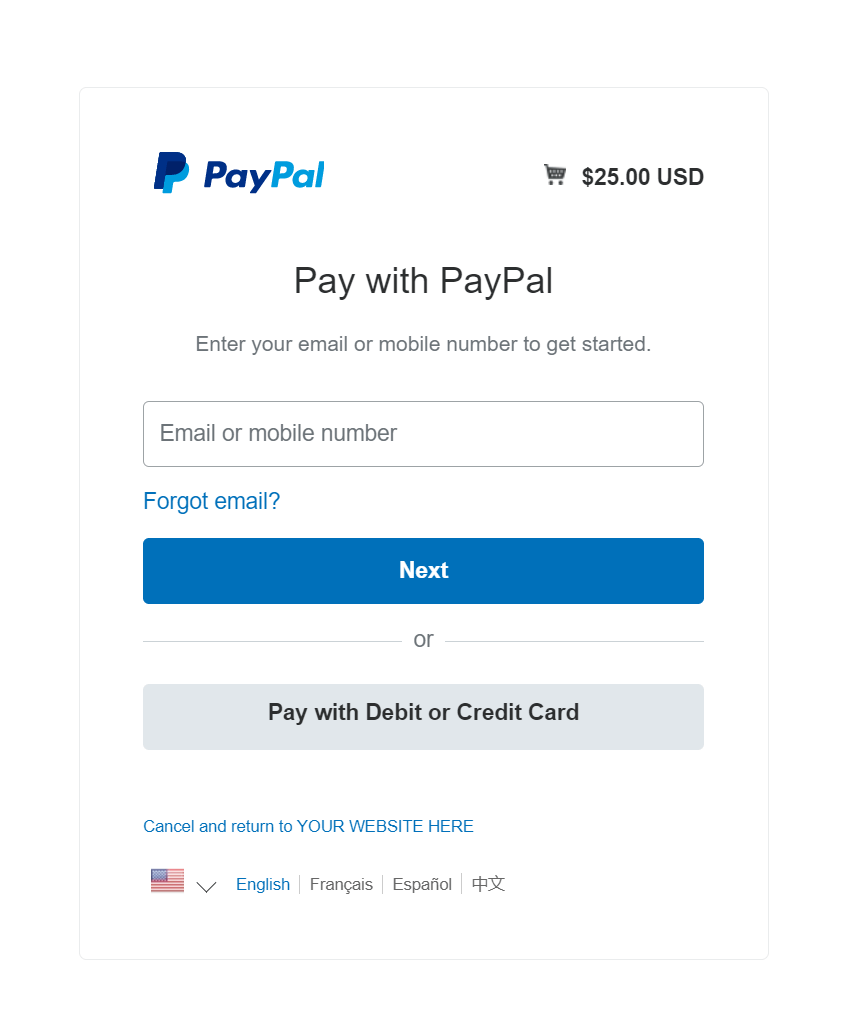 PayPal
$25.00 USD
Pay with PayPal
Enter your email or mobile number to get started.
Email or mobile number
Forgot email?
Next
or
Pay with Debit or Credit Card
Cancel and return to YOUR WEBSITE HERE
English Français Español 中文